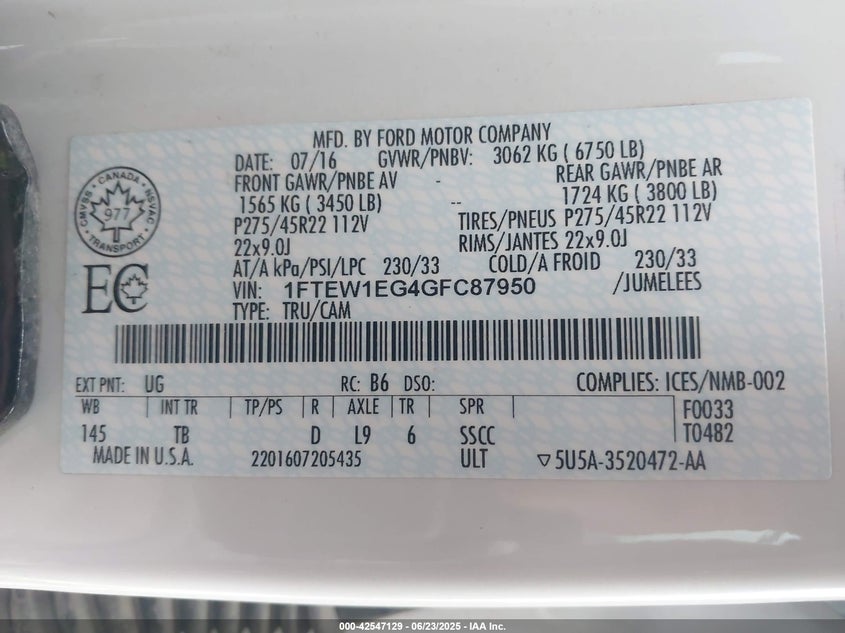 MFD. BY FORD MOTOR COMPANY
DATE: 07/16 GVWR/PNBV: 3062 KG ( 6750 LB)
FRONT GAWR/PNBE AV - REAR GAWR/PNBE AR
1565 KG ( 3450 LB) -- 1724 KG ( 3800 LB)
P275/45R22 112V TIRES/PNEUS P275/45R22 112V
22x9.0J RIMS/JANTES 22x9.0J
AT/A kPa/PSI/LPC 230/33 COLD/A FROID 230/33
VIN: 1FTEW1EG4GFC87950 /JUMELEES
TYPE: TRU/CAM
CMVSS · CANADA · NSVAC
977
TRANSPORT
EC
EXT PNT: UG RC: B6 DSO: COMPLIES: ICES/NMB-002
WB INT TR TP/PS R AXLE TR SPR F0033
145 TB D L9 6 SSCC T0482
MADE IN U.S.A. 2201607205435 ULT ▽5U5A-3520472-AA
000-42547129 - 06/23/2025 - IAA Inc.